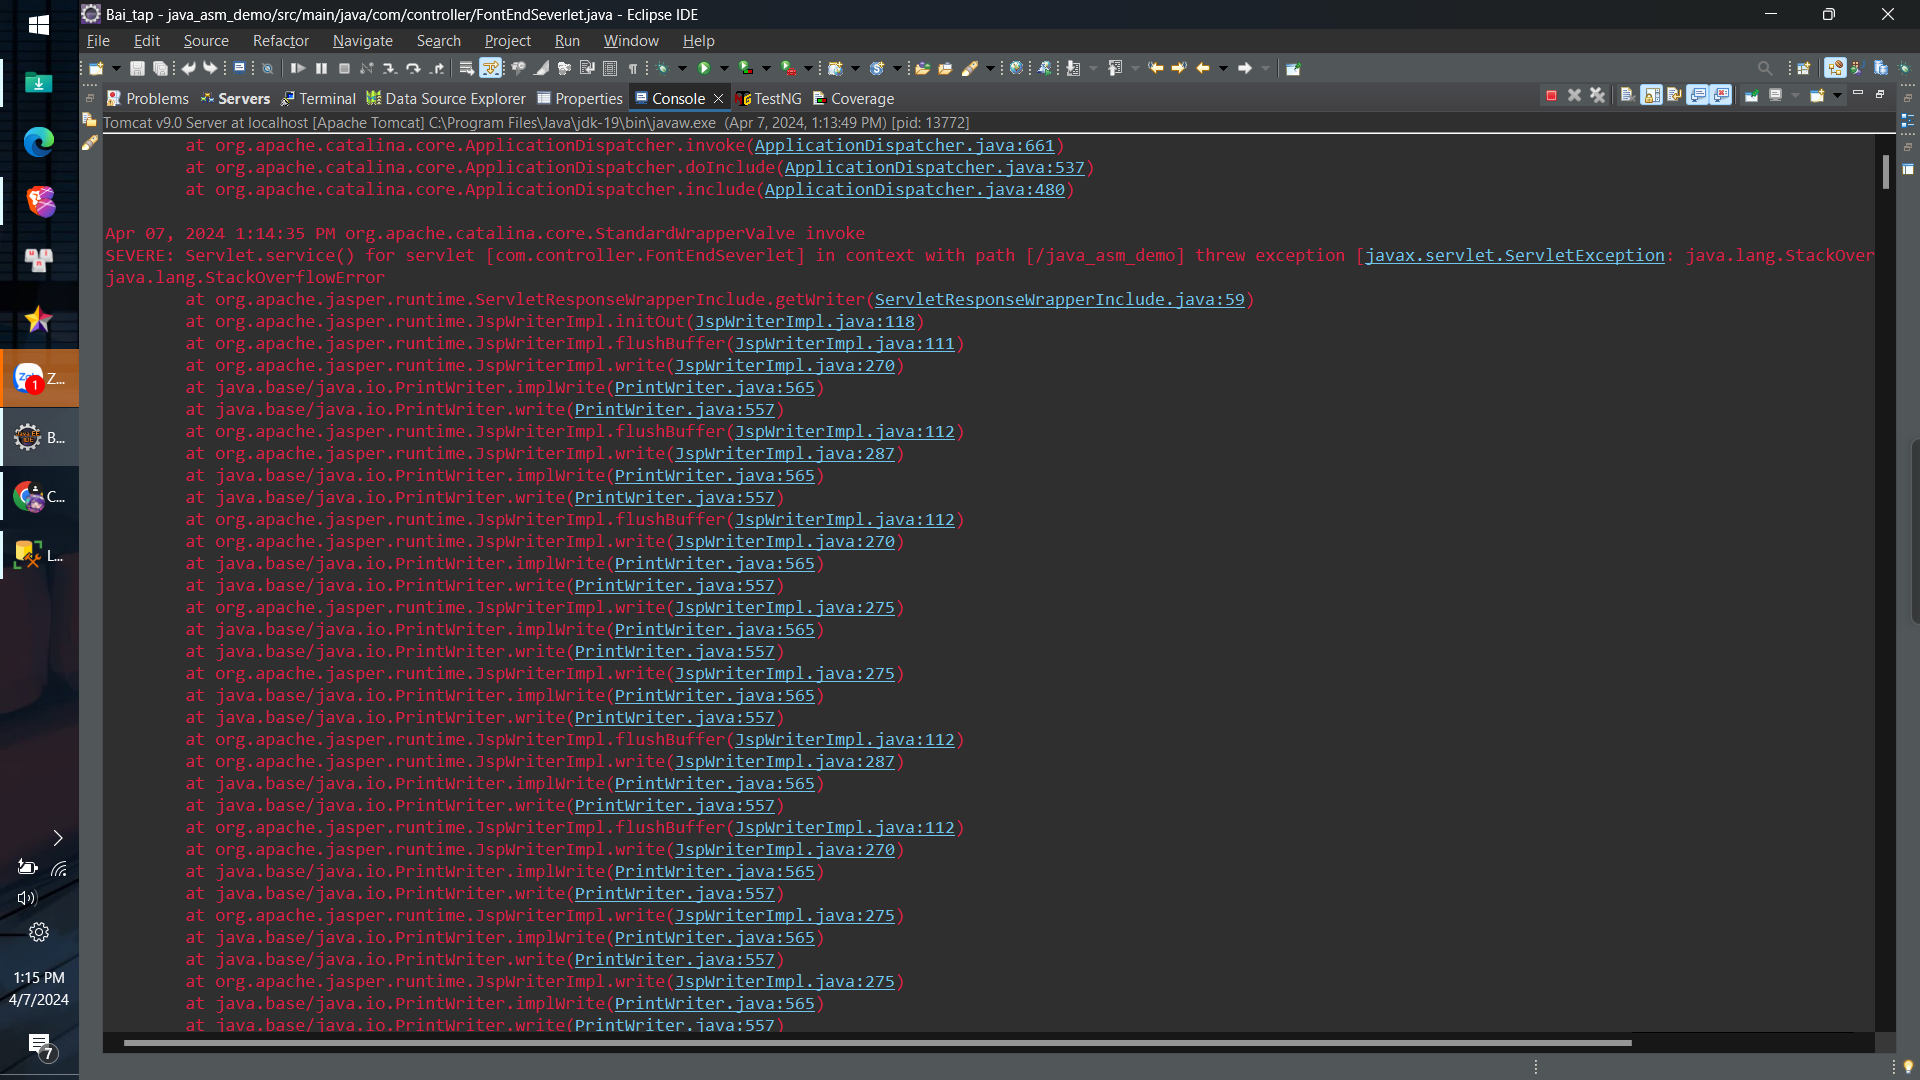 Bai_tap - java_asm_demo/src/main/java/com/controller/FontEndSeverlet.java - Eclipse IDE
File Edit Source Refactor Navigate Search Project Run Window Help
Problems Servers Terminal Data Source Explorer Properties Console TestNG Coverage
Tomcat v9.0 Server at localhost [Apache Tomcat] C:\Program Files\Java\jdk-19\bin\javaw.exe (Apr 7, 2024, 1:13:49 PM) [pid: 13772]
at org.apache.catalina.core.ApplicationDispatcher.invoke(ApplicationDispatcher.java:661)
at org.apache.catalina.core.ApplicationDispatcher.doInclude(ApplicationDispatcher.java:537)
at org.apache.catalina.core.ApplicationDispatcher.include(ApplicationDispatcher.java:480)
Apr 07, 2024 1:14:35 PM org.apache.catalina.core.StandardWrapperValve invoke
SEVERE: Servlet.service() for servlet [com.controller.FontEndSeverlet] in context with path [/java_asm_demo] threw exception [javax.servlet.ServletException: java.lang.StackOver
java.lang.StackOverflowError
at org.apache.jasper.runtime.ServletResponseWrapperInclude.getWriter(ServletResponseWrapperInclude.java:59)
at org.apache.jasper.runtime.JspWriterImpl.initOut(JspWriterImpl.java:118)
at org.apache.jasper.runtime.JspWriterImpl.flushBuffer(JspWriterImpl.java:111)
at org.apache.jasper.runtime.JspWriterImpl.write(JspWriterImpl.java:270)
at java.base/java.io.PrintWriter.implWrite(PrintWriter.java:565)
at java.base/java.io.PrintWriter.write(PrintWriter.java:557)
at org.apache.jasper.runtime.JspWriterImpl.flushBuffer(JspWriterImpl.java:112)
at org.apache.jasper.runtime.JspWriterImpl.write(JspWriterImpl.java:287)
at java.base/java.io.PrintWriter.implWrite(PrintWriter.java:565)
at java.base/java.io.PrintWriter.write(PrintWriter.java:557)
at org.apache.jasper.runtime.JspWriterImpl.flushBuffer(JspWriterImpl.java:112)
at org.apache.jasper.runtime.JspWriterImpl.write(JspWriterImpl.java:270)
at java.base/java.io.PrintWriter.implWrite(PrintWriter.java:565)
at java.base/java.io.PrintWriter.write(PrintWriter.java:557)
at org.apache.jasper.runtime.JspWriterImpl.write(JspWriterImpl.java:275)
at java.base/java.io.PrintWriter.implWrite(PrintWriter.java:565)
at java.base/java.io.PrintWriter.write(PrintWriter.java:557)
at org.apache.jasper.runtime.JspWriterImpl.write(JspWriterImpl.java:275)
at java.base/java.io.PrintWriter.implWrite(PrintWriter.java:565)
at java.base/java.io.PrintWriter.write(PrintWriter.java:557)
at org.apache.jasper.runtime.JspWriterImpl.flushBuffer(JspWriterImpl.java:112)
at org.apache.jasper.runtime.JspWriterImpl.write(JspWriterImpl.java:287)
at java.base/java.io.PrintWriter.implWrite(PrintWriter.java:565)
at java.base/java.io.PrintWriter.write(PrintWriter.java:557)
at org.apache.jasper.runtime.JspWriterImpl.flushBuffer(JspWriterImpl.java:112)
at org.apache.jasper.runtime.JspWriterImpl.write(JspWriterImpl.java:270)
at java.base/java.io.PrintWriter.implWrite(PrintWriter.java:565)
at java.base/java.io.PrintWriter.write(PrintWriter.java:557)
at org.apache.jasper.runtime.JspWriterImpl.write(JspWriterImpl.java:275)
at java.base/java.io.PrintWriter.implWrite(PrintWriter.java:565)
at java.base/java.io.PrintWriter.write(PrintWriter.java:557)
at org.apache.jasper.runtime.JspWriterImpl.write(JspWriterImpl.java:275)
at java.base/java.io.PrintWriter.implWrite(PrintWriter.java:565)
at java.base/java.io.PrintWriter.write(PrintWriter.java:557)
1
Z...
B...
C...
L...
1:15 PM
4/7/2024
7